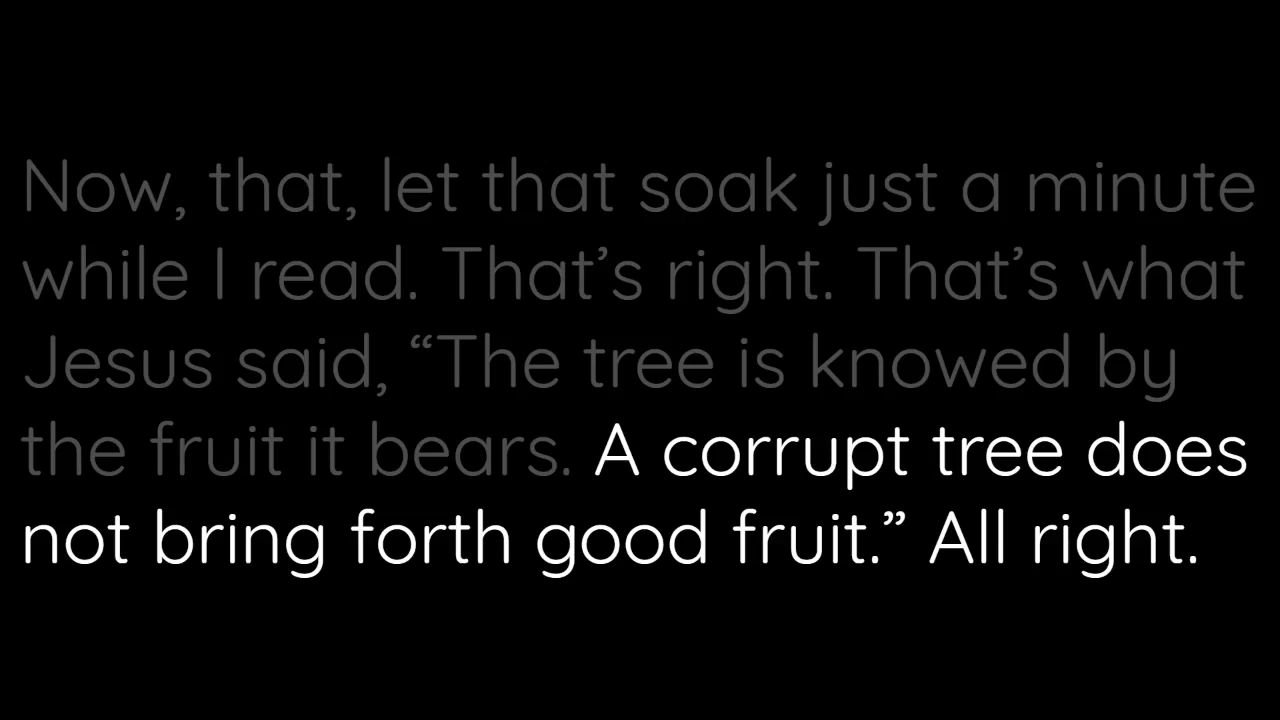 Now, that, let that soak just a minute
while I read. That’s right. That’s what
Jesus said, “The tree is knowed by
the fruit it bears. A corrupt tree does
not bring forth good fruit.” All right.